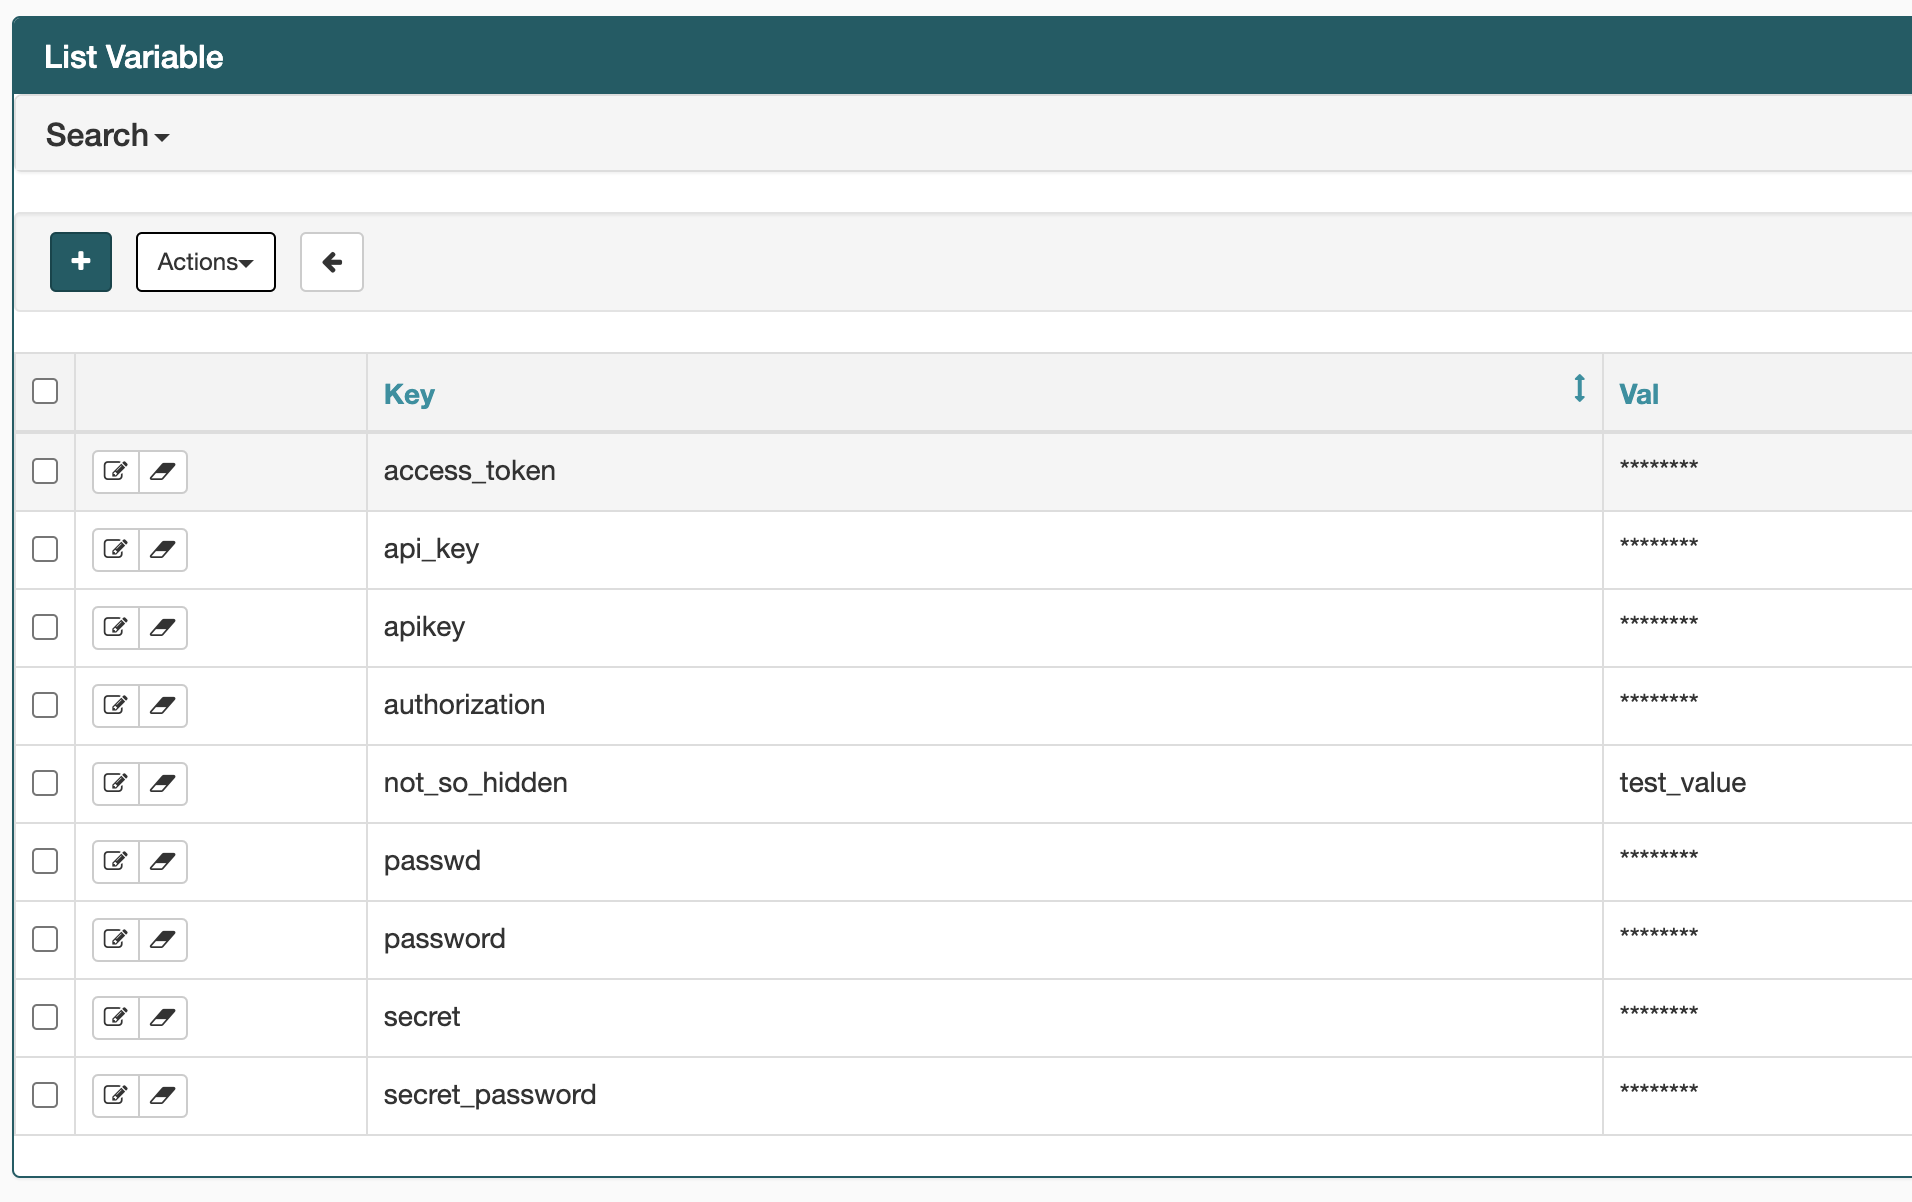 List Variable
Search
Actions
Key Val
access_token ********
api_key ********
apikey ********
authorization ********
not_so_hidden test_value
passwd ********
password ********
secret ********
secret_password ********